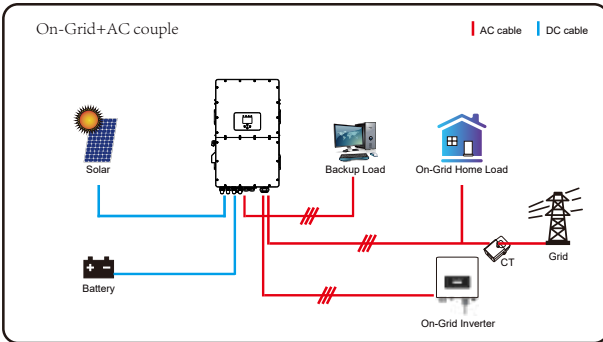 On-Grid+AC couple
AC cable
DC cable
Solar
Backup Load
On-Grid Home Load
CT
Grid
Battery
On-Grid Inverter